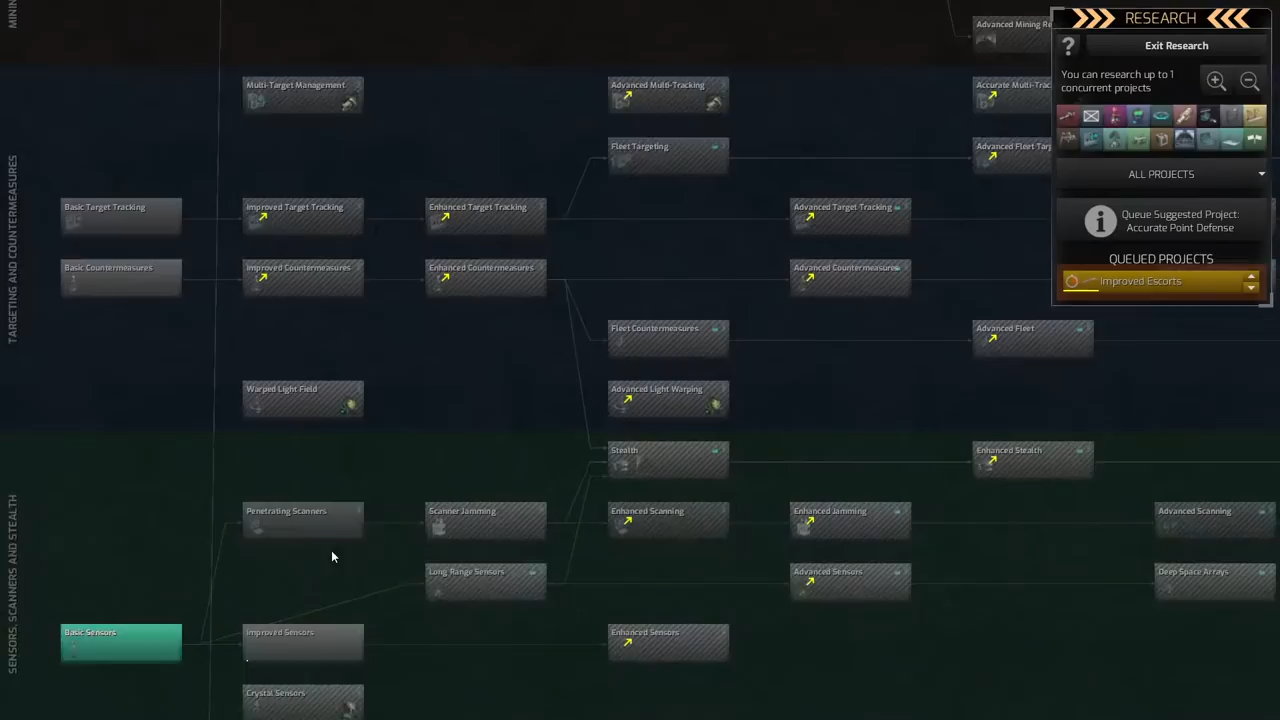 MINI
Advanced Mining Re
RESEARCH
Exit Research
You can research up to 1
concurrent projects
Multi-Target Management
Advanced Multi-Tracking
Accurate Multi-Trac
Fleet Targeting
Advanced Fleet Tar
ALL PROJECTS
TARGETING AND COUNTERMEASURES
Basic Target Tracking
Improved Target Tracking
Enhanced Target Tracking
Advanced Target Tracking
Queue Suggested Project:
Accurate Point Defense
QUEUED PROJECTS
Improved Escorts
Basic Countermeasures
Improved Countermeasures
Enhanced Countermeasures
Advanced Countermeasures
Fleet Countermeasures
Advanced Fleet
Warped Light Field
Advanced Light Warping
Stealth
Enhanced Stealth
SENSORS, SCANNERS AND STEALTH
Penetrating Scanners
Scanner Jamming
Enhanced Scanning
Enhanced Jamming
Advanced Scanning
Long Range Sensors
Advanced Sensors
Deep Space Arrays
Basic Sensors
Improved Sensors
Enhanced Sensors
Crystal Sensors